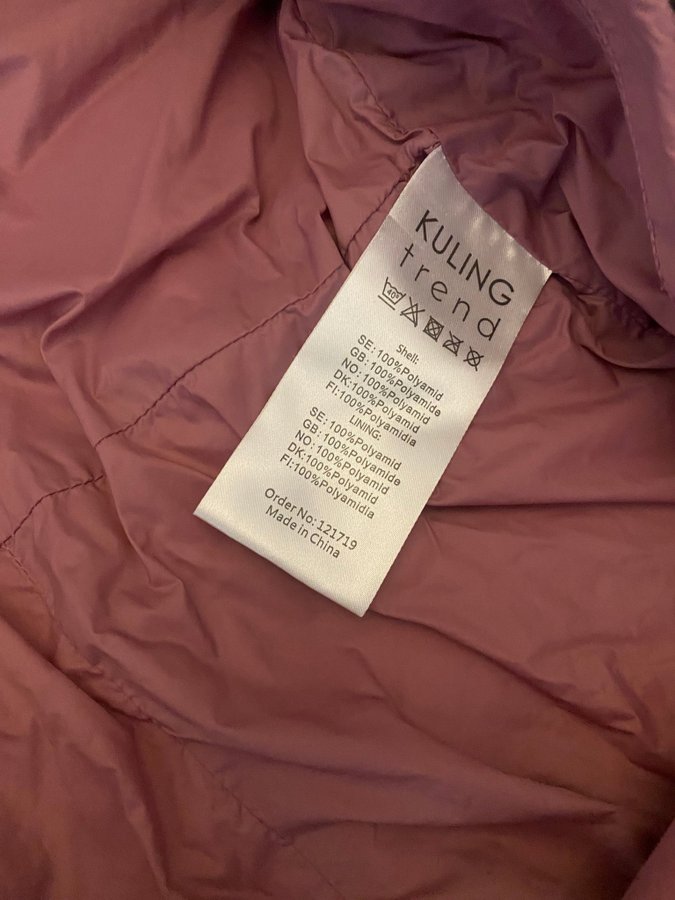 KULING
trend
40°
Shell:
SE: 100%Polyamid
GB: 100%Polyamide
NO: 100%Polyamid
DK: 100%Polyamid
FI:100%Polyamidia
LINING:
SE: 100%Polyamid
GB: 100%Polyamide
NO: 100%Polyamid
DK: 100%Polyamid
FI:100%Polyamidia
Order No: 121719
Made in China